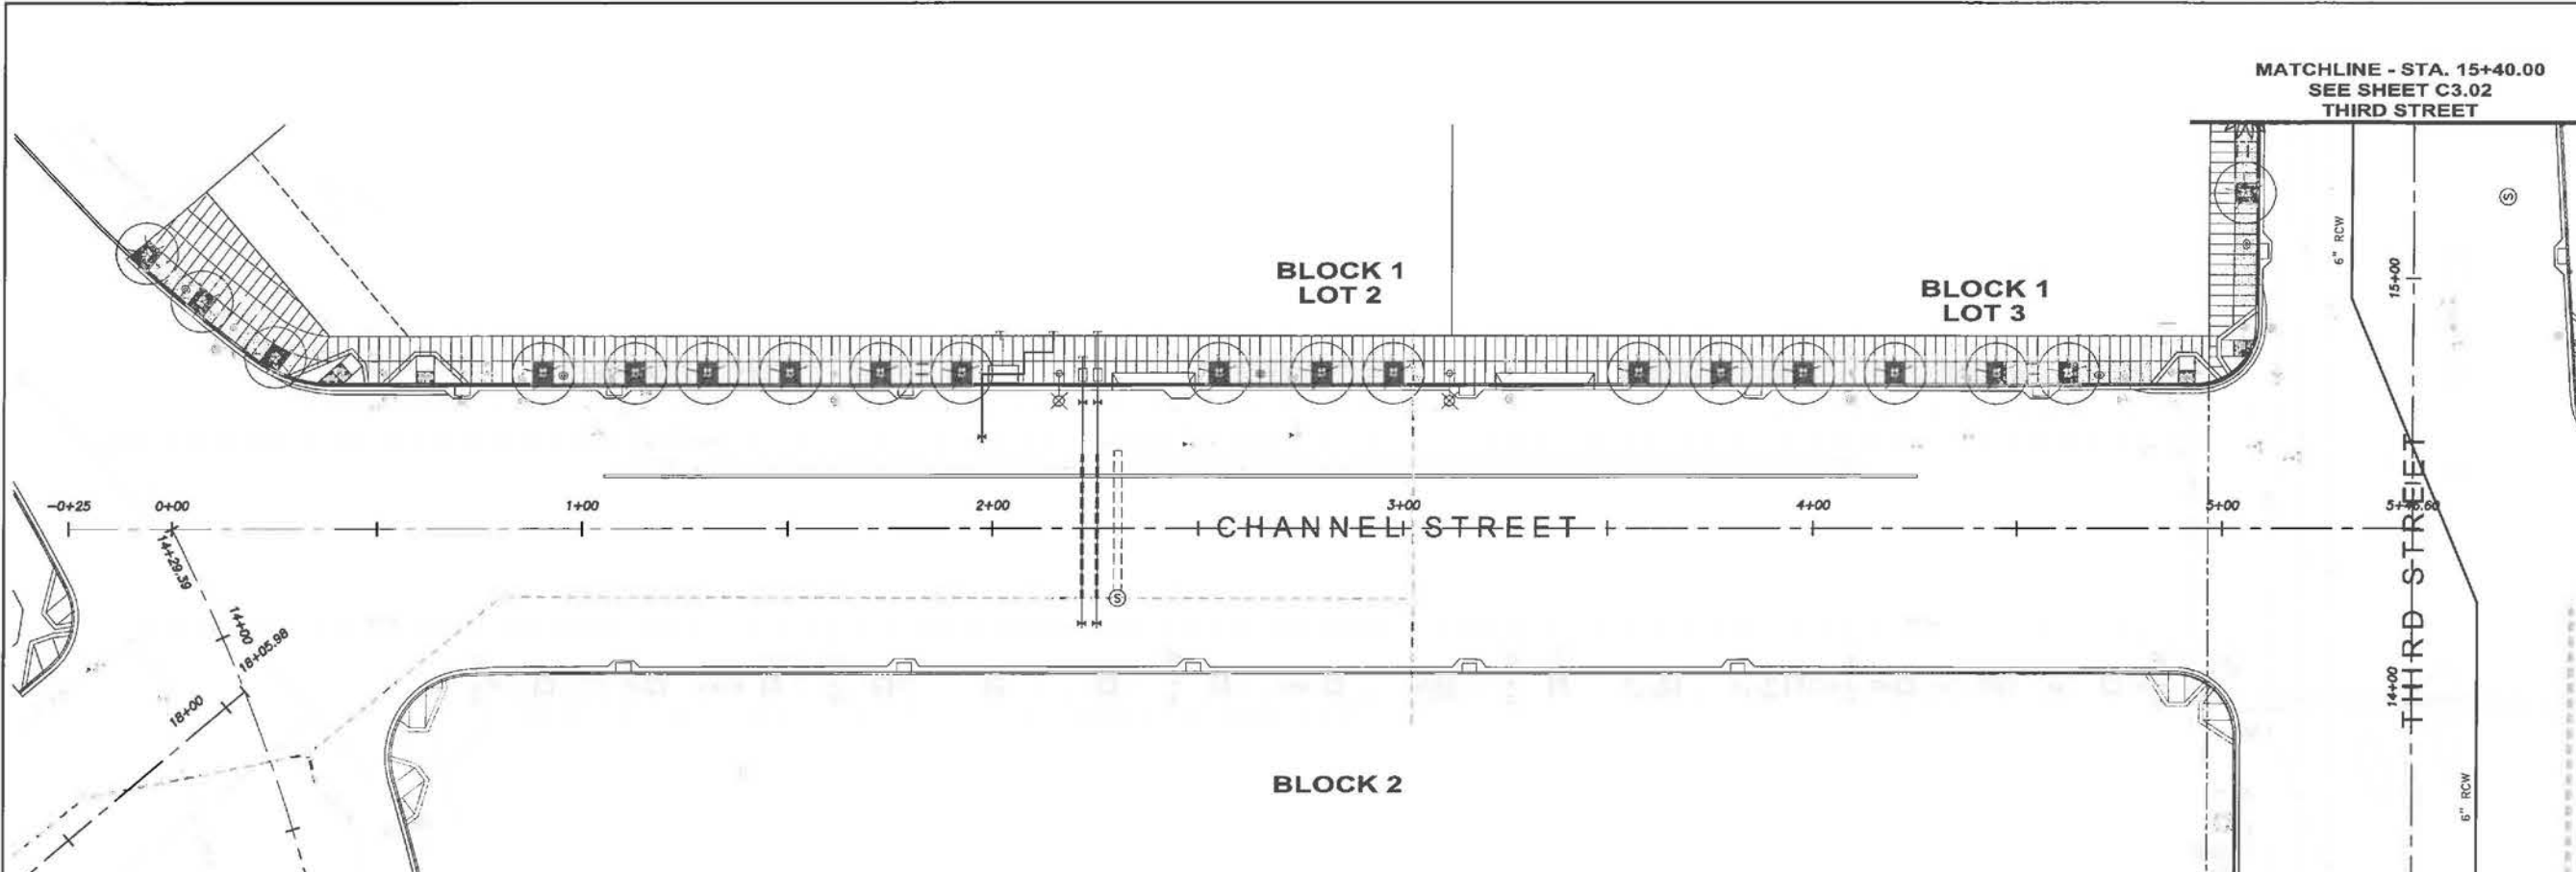 MATCHLINE - STA. 15+40.00
SEE SHEET C3.02
THIRD STREET
BLOCK 1
LOT 2
BLOCK 1
LOT 3
6" RCW
15+00
-0+25
0+00
1+00
2+00
3+00
4+00
5+00
CHANNEL STREET
THIRD STREET
14+29.39
14+00
18+05.98
18+00
S
S
14+00
BLOCK 2
6" RCW